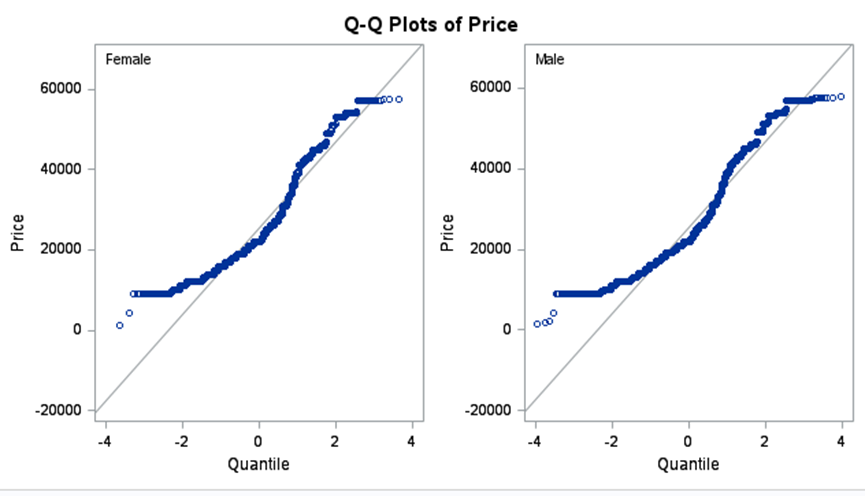 Q-Q Plots of Price
Female
60000
40000
20000
0
-20000
Price
-4 -2 0 2 4
Quantile
Male
60000
40000
20000
0
-20000
Price
-4 -2 0 2 4
Quantile